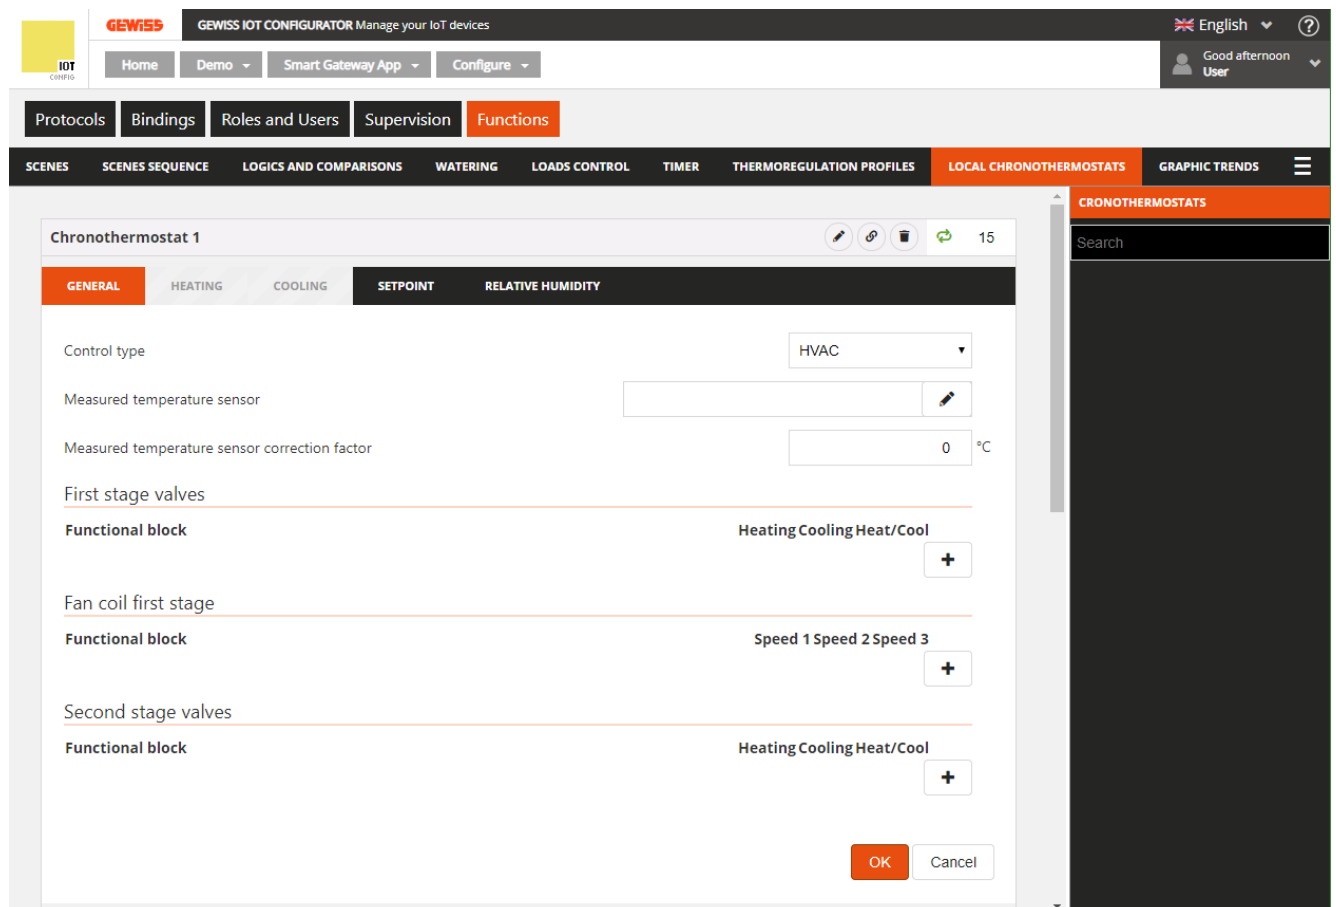 GEWISS GEWISS IOT CONFIGURATOR Manage your IoT devices English ?
IOT
CONFIG
Home Demo Smart Gateway App Configure Good afternoon
User
Protocols Bindings Roles and Users Supervision Functions
SCENES SCENES SEQUENCE LOGICS AND COMPARISONS WATERING LOADS CONTROL TIMER THERMOREGULATION PROFILES LOCAL CHRONOTHERMOSTATS GRAPHIC TRENDS
CRONOTHERMOSTATS
Search
Chronothermostat 1 15
GENERAL HEATING COOLING SETPOINT RELATIVE HUMIDITY
Control type HVAC
Measured temperature sensor
Measured temperature sensor correction factor 0 °C
First stage valves
Functional block Heating Cooling Heat/Cool
+
Fan coil first stage
Functional block Speed 1 Speed 2 Speed 3
+
Second stage valves
Functional block Heating Cooling Heat/Cool
+
OK Cancel